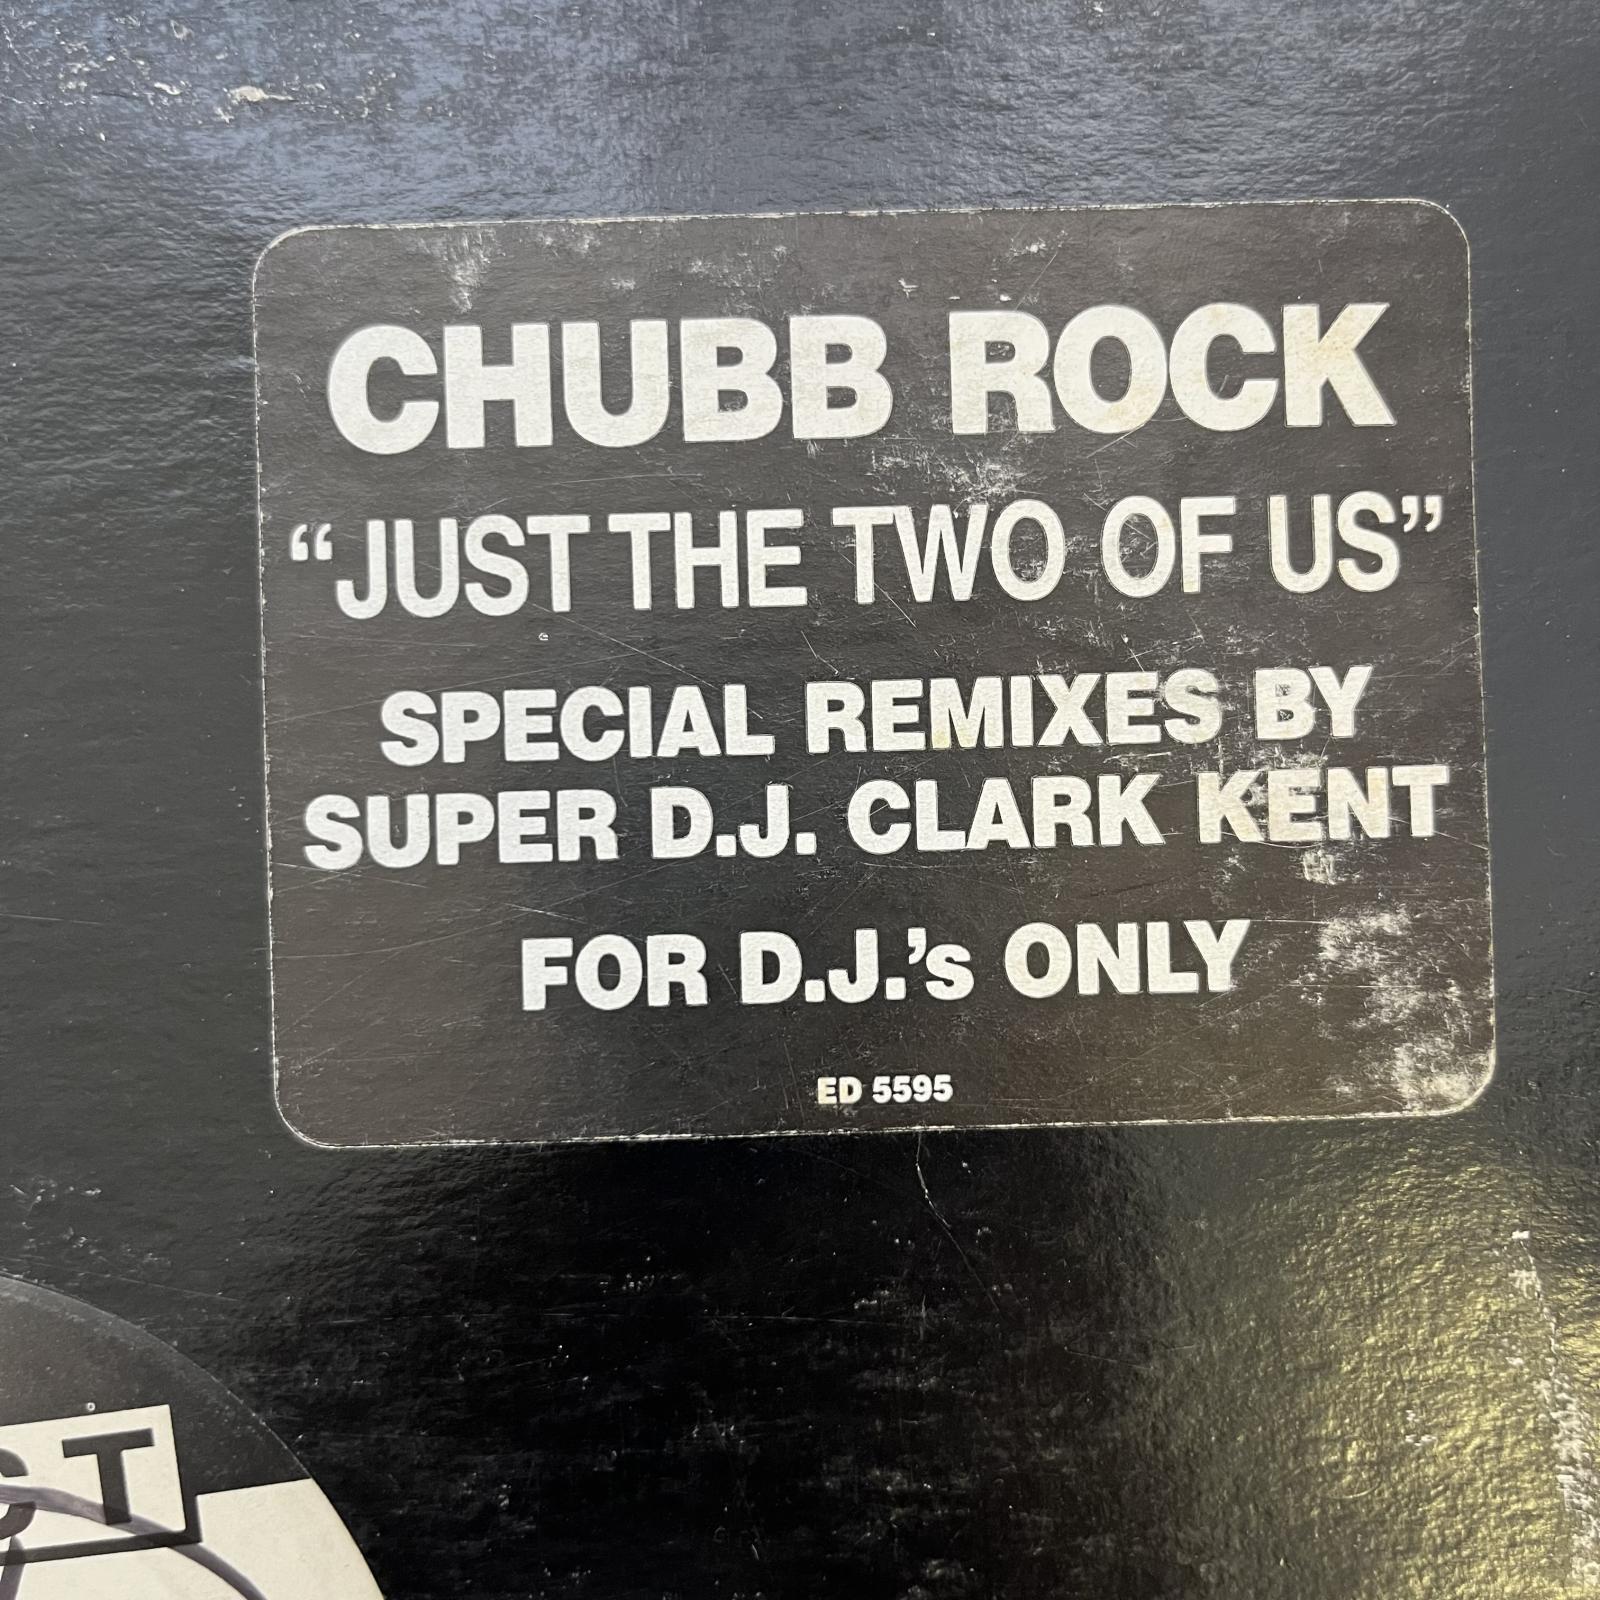 CHUBB ROCK
“JUST THE TWO OF US”
SPECIAL REMIXES BY
SUPER D.J. CLARK KENT
FOR D.J.’s ONLY
ED 5595